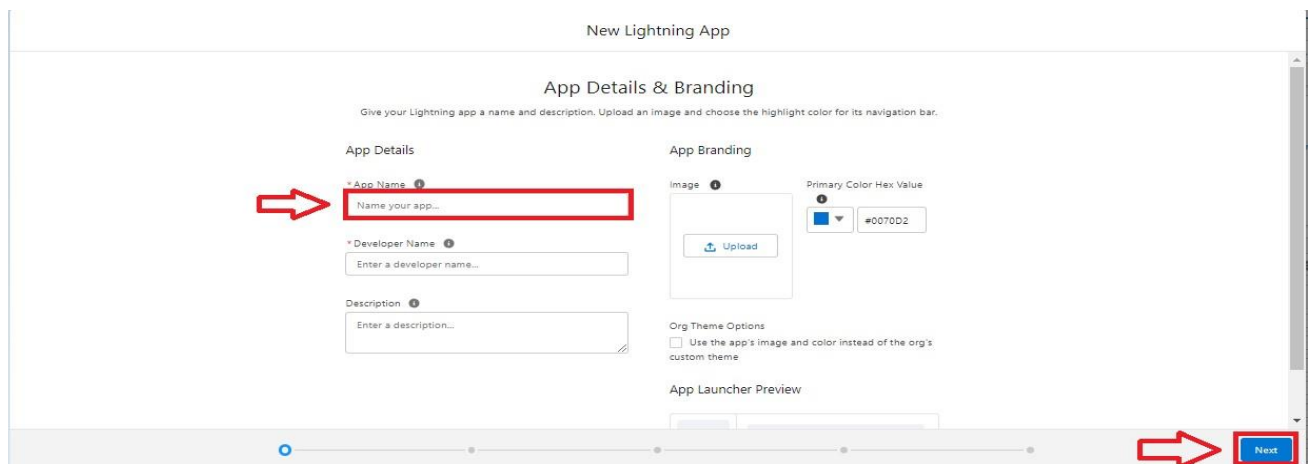 New Lightning App
App Details & Branding
Give your Lightning app a name and description. Upload an image and choose the highlight color for its navigation bar.
App Details
*App Name
Name your app...
*Developer Name
Enter a developer name...
Description
Enter a description...
App Branding
Image
Upload
Primary Color Hex Value
#0070D2
Org Theme Options
Use the app's image and color instead of the org's
custom theme
App Launcher Preview
Next